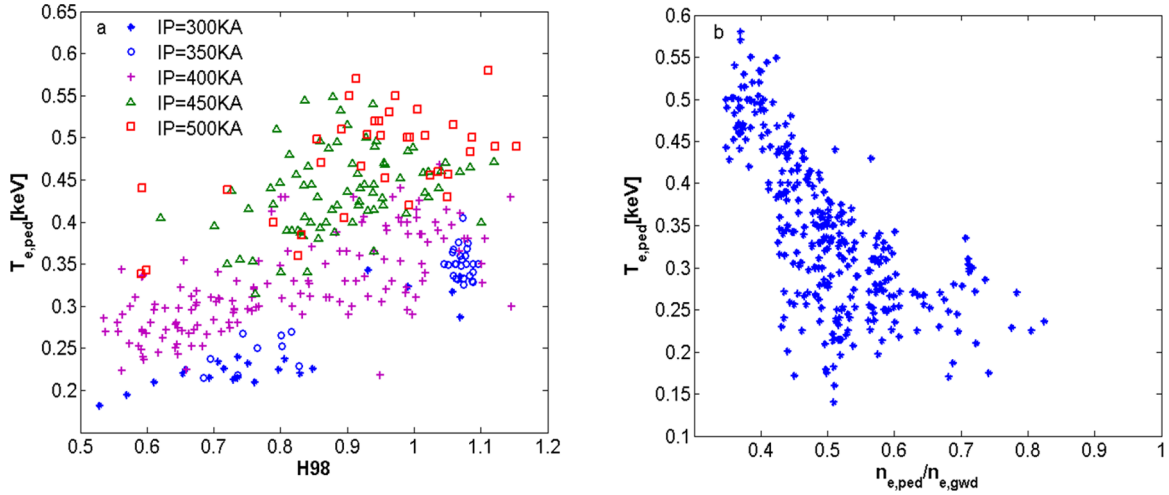 a
IP=300KA
IP=350KA
IP=400KA
IP=450KA
IP=500KA
0.65
0.6
0.55
0.5
0.45
0.4
0.35
0.3
0.25
0.2
T e,ped[keV]
0.5 0.6 0.7 0.8 0.9 1 1.1 1.2
H98
b
0.6
0.55
0.5
0.45
0.4
0.35
0.3
0.25
0.2
0.15
0.1
T e,ped[keV]
0.4 0.5 0.6 0.7 0.8 0.9 1
n e,ped/n e,gwd